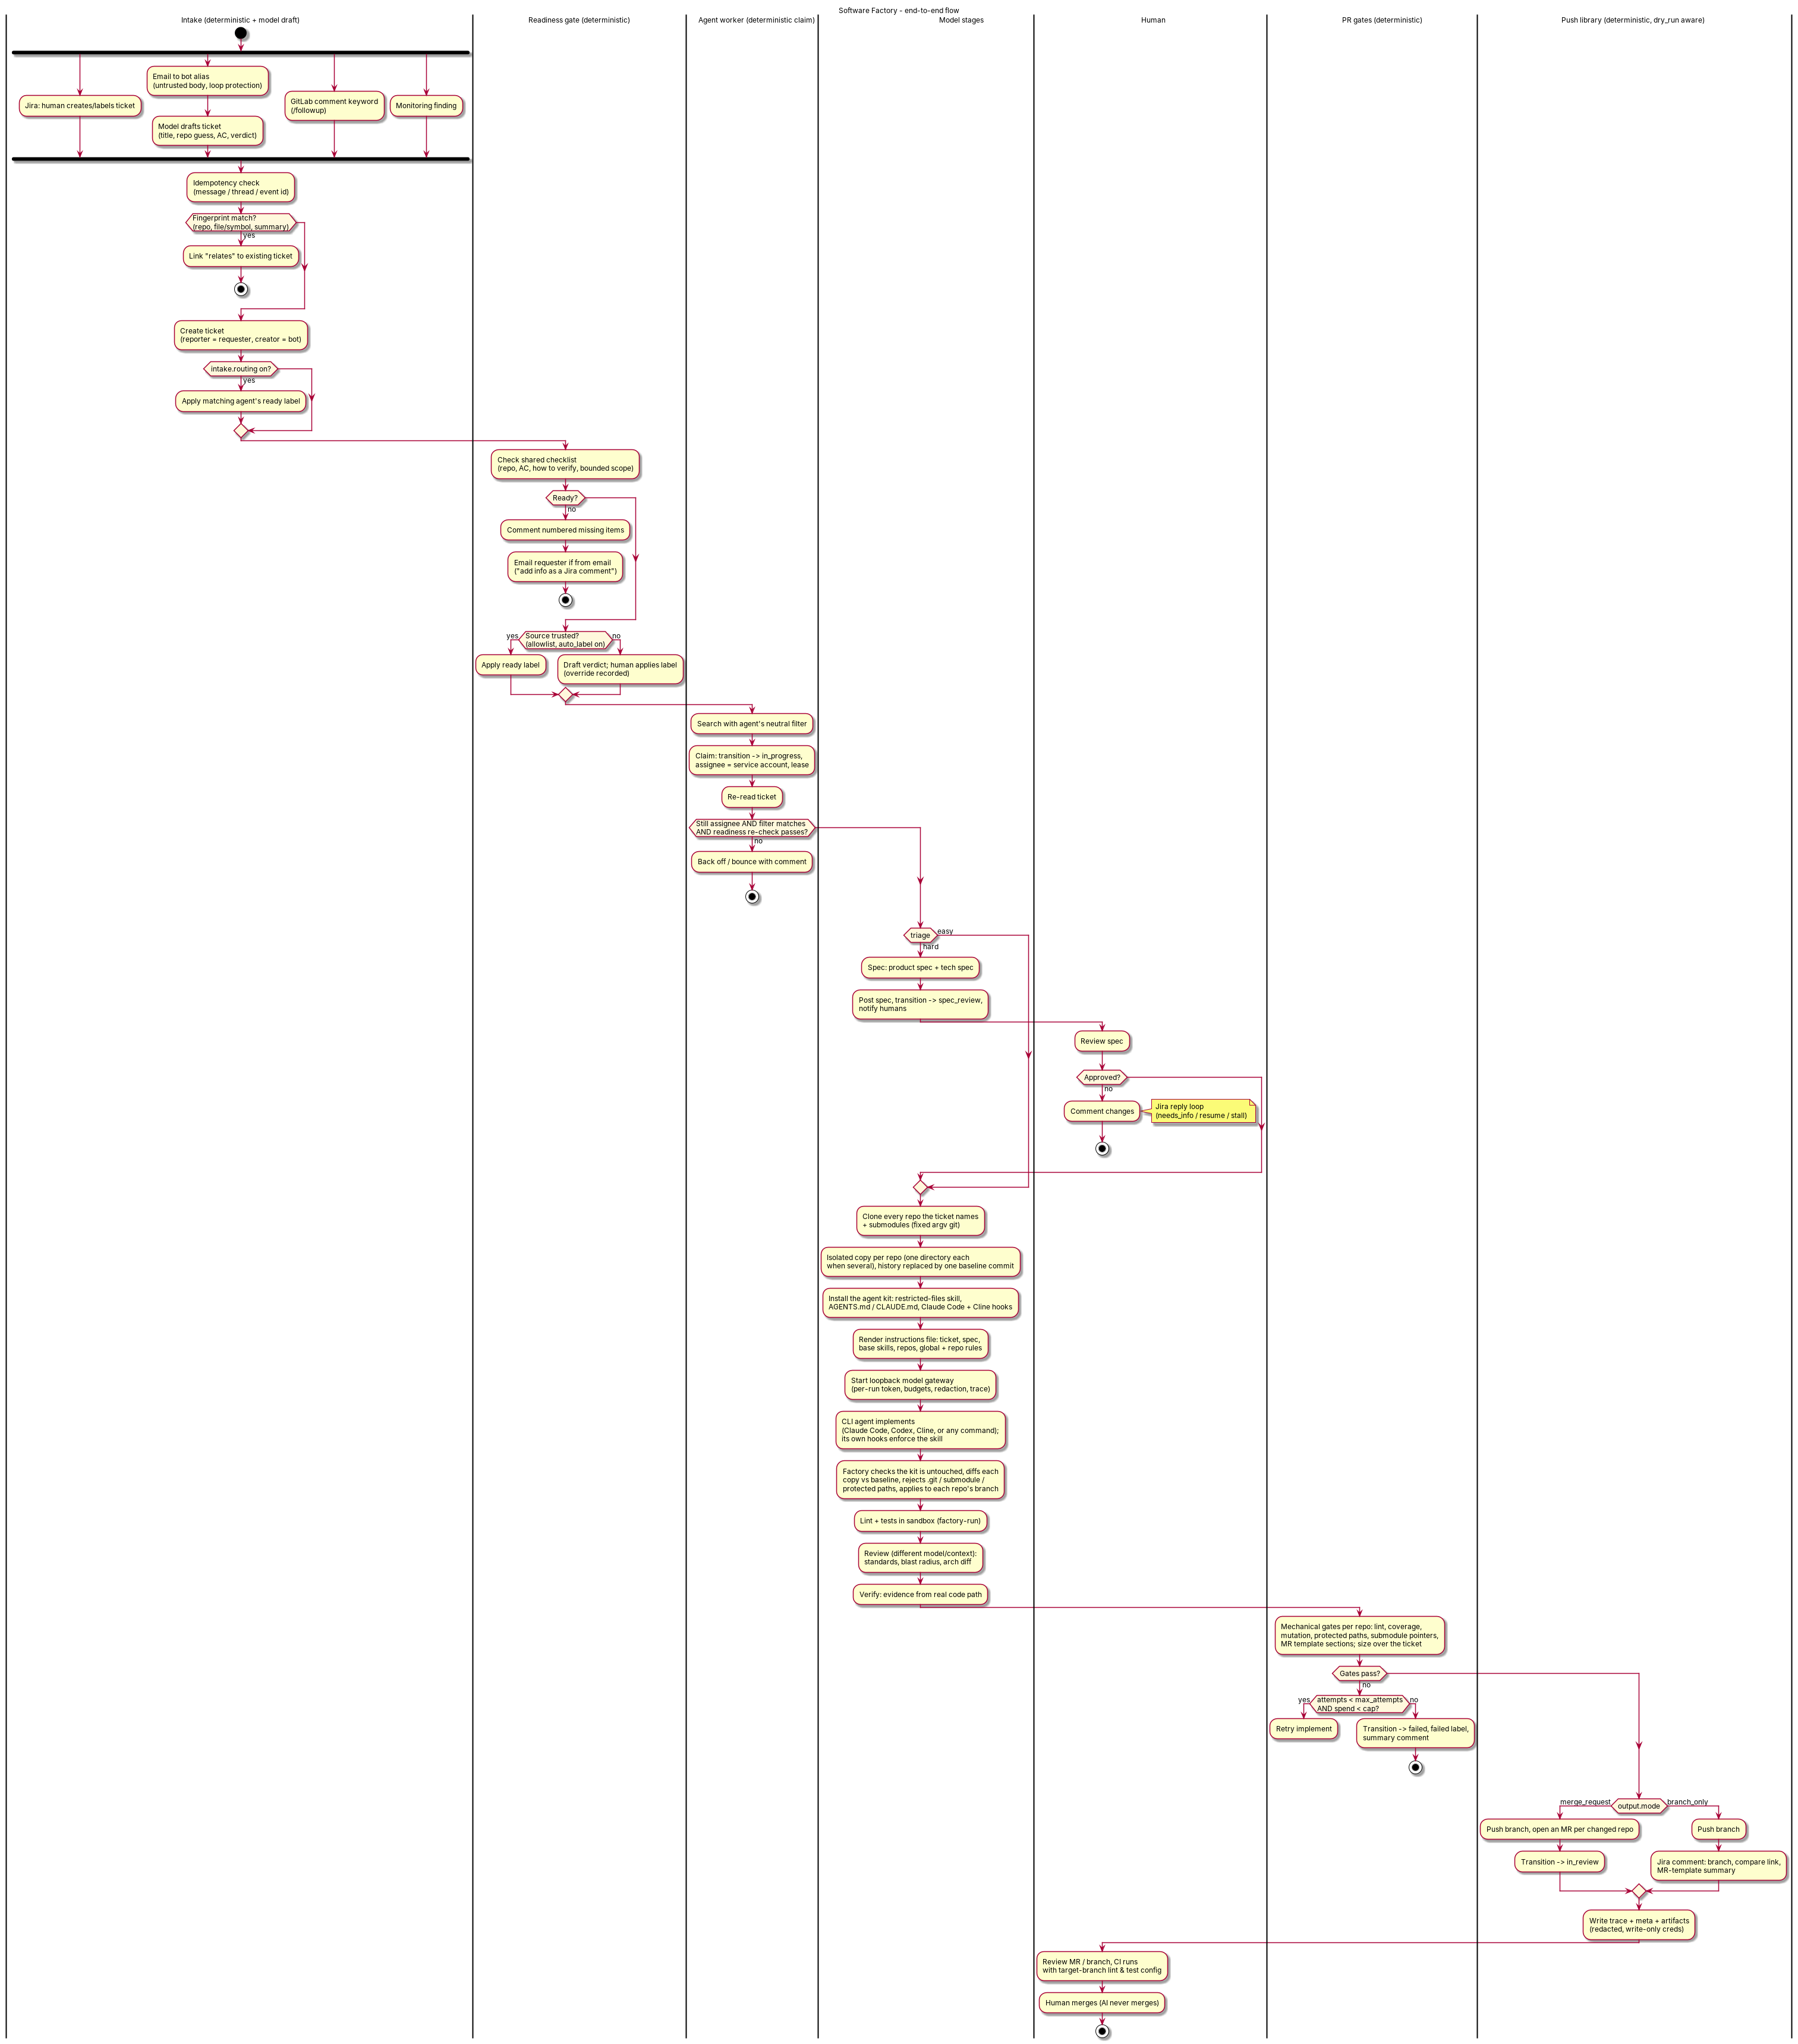 Software Factory - end-to-end flow
Intake (deterministic + model draft)
Readiness gate (deterministic)
Agent worker (deterministic claim)
Model stages
Human
PR gates (deterministic)
Push library (deterministic, dry_run aware)
Jira: human creates/labels ticket
Email to bot alias
(untrusted body, loop protection)
Model drafts ticket
(title, repo guess, AC, verdict)
GitLab comment keyword
(/followup)
Monitoring finding
Idempotency check
(message / thread / event id)
Fingerprint match?
(repo, file/symbol, summary)
yes
Link "relates" to existing ticket
Create ticket
(reporter = requester, creator = bot)
intake.routing on?
yes
Apply matching agent's ready label
Check shared checklist
(repo, AC, how to verify, bounded scope)
Ready?
no
Comment numbered missing items
Email requester if from email
("add info as a Jira comment")
yes
Source trusted?
(allowlist, auto_label on)
no
Apply ready label
Draft verdict; human applies label
(override recorded)
Search with agent's neutral filter
Claim: transition -> in_progress,
assignee = service account, lease
Re-read ticket
Still assignee AND filter matches
AND readiness re-check passes?
no
Back off / bounce with comment
triage
easy
hard
Spec: product spec + tech spec
Post spec, transition -> spec_review,
notify humans
Review spec
Approved?
no
Comment changes
Jira reply loop
(needs_info / resume / stall)
Clone every repo the ticket names
+ submodules (fixed argv git)
Isolated copy per repo (one directory each
when several), history replaced by one baseline commit
Install the agent kit: restricted-files skill,
AGENTS.md / CLAUDE.md, Claude Code + Cline hooks
Render instructions file: ticket, spec,
base skills, repos, global + repo rules
Start loopback model gateway
(per-run token, budgets, redaction, trace)
CLI agent implements
(Claude Code, Codex, Cline, or any command);
its own hooks enforce the skill
Factory checks the kit is untouched, diffs each
copy vs baseline, rejects .git / submodule /
protected paths, applies to each repo's branch
Lint + tests in sandbox (factory-run)
Review (different model/context):
standards, blast radius, arch diff
Verify: evidence from real code path
Mechanical gates per repo: lint, coverage,
mutation, protected paths, submodule pointers,
MR template sections; size over the ticket
Gates pass?
no
yes
attempts < max_attempts
AND spend < cap?
no
Retry implement
Transition -> failed, failed label,
summary comment
merge_request
output.mode
branch_only
Push branch, open an MR per changed repo
Transition -> in_review
Push branch
Jira comment: branch, compare link,
MR-template summary
Write trace + meta + artifacts
(redacted, write-only creds)
Review MR / branch, CI runs
with target-branch lint & test config
Human merges (AI never merges)